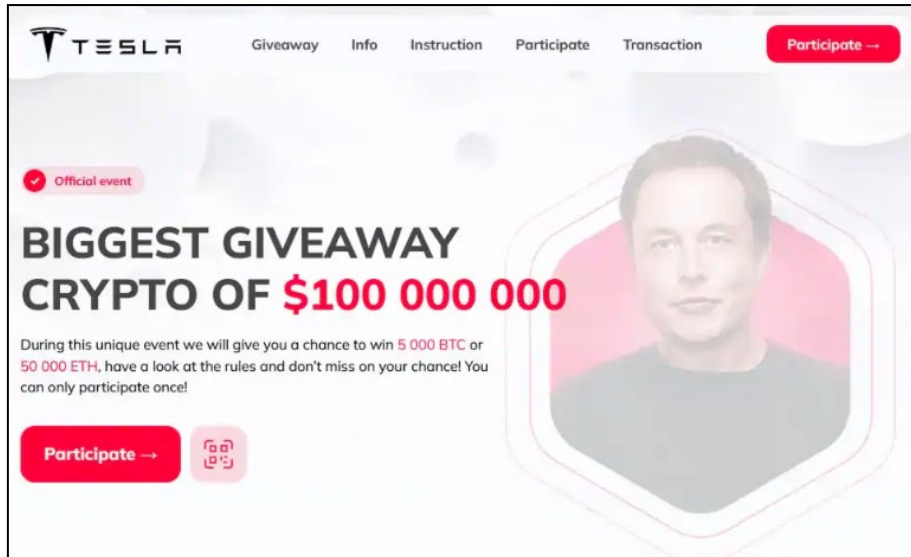 TESLA
Giveaway Info Instruction Participate Transaction Participate →
Official event
BIGGEST GIVEAWAY
CRYPTO OF $100 000 000
During this unique event we will give you a chance to win 5 000 BTC or
50 000 ETH, have a look at the rules and don't miss on your chance! You
can only participate once!
Participate →